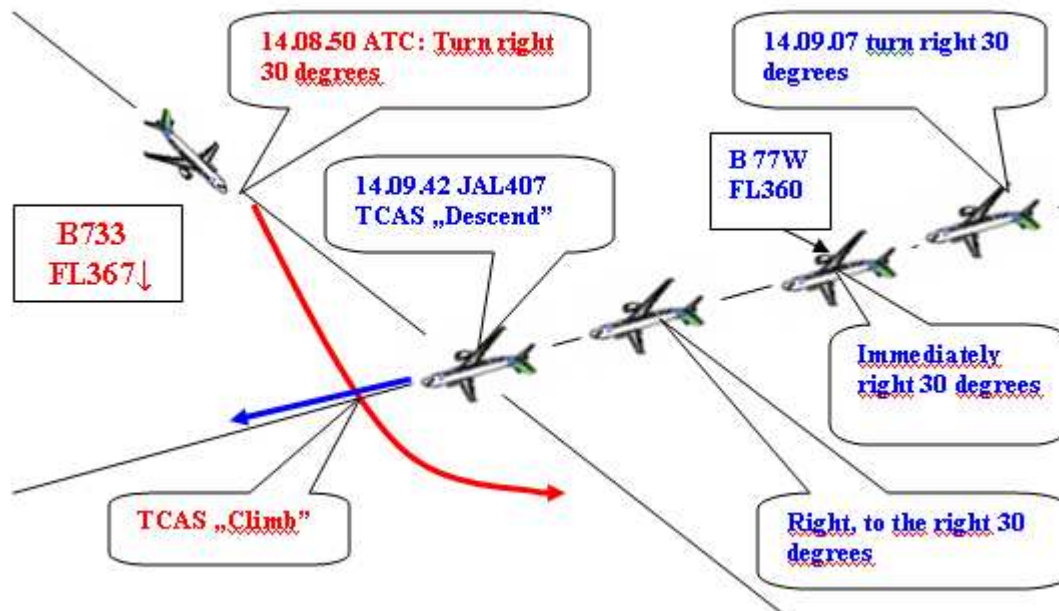 14.08.50 ATC: Turn right
30 degrees
14.09.07 turn right 30
degrees
B 77W
FL360
14.09.42 JAL407
TCAS „Descend”
B733
FL367↓
Immediately
right 30 degrees
TCAS „Climb”
Right, to the right 30
degrees